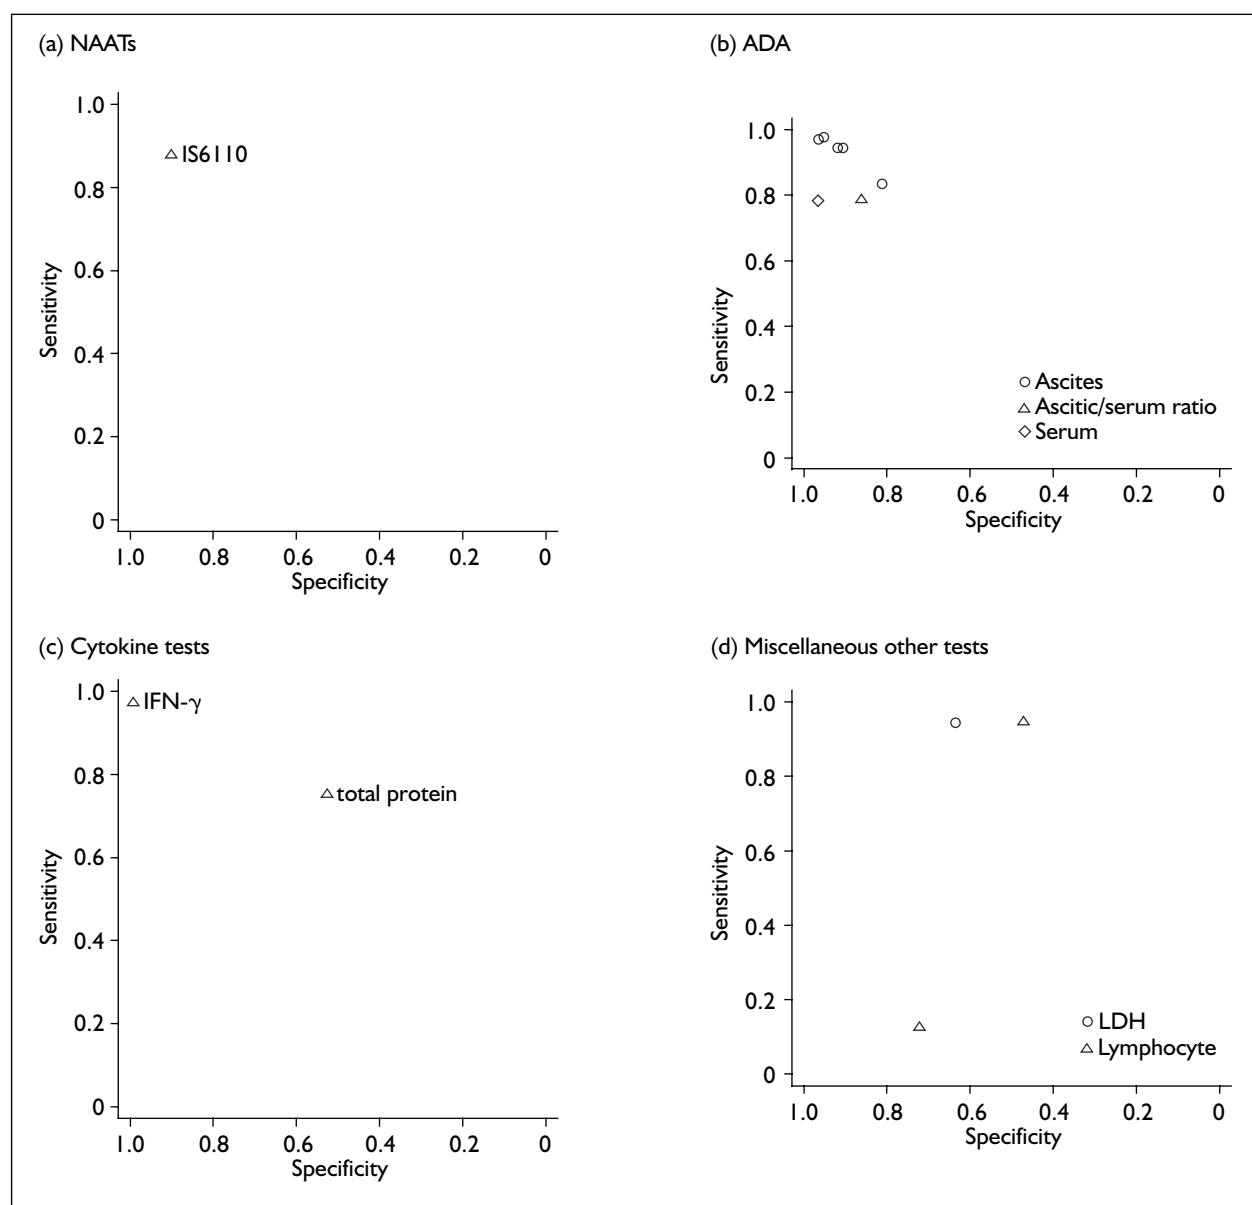 (a) NAATs
1.0
0.8
0.6
0.4
0.2
0
Sensitivity
IS6110
1.0 0.8 0.6 0.4 0.2 0
Specificity
(b) ADA
1.0
0.8
0.6
0.4
0.2
0
Sensitivity
Ascites
Ascitic/serum ratio
Serum
1.0 0.8 0.6 0.4 0.2 0
Specificity
(c) Cytokine tests
1.0
0.8
0.6
0.4
0.2
0
Sensitivity
IFN-γ
total protein
1.0 0.8 0.6 0.4 0.2 0
Specificity
(d) Miscellaneous other tests
1.0
0.8
0.6
0.4
0.2
0
Sensitivity
LDH
Lymphocyte
1.0 0.8 0.6 0.4 0.2 0
Specificity